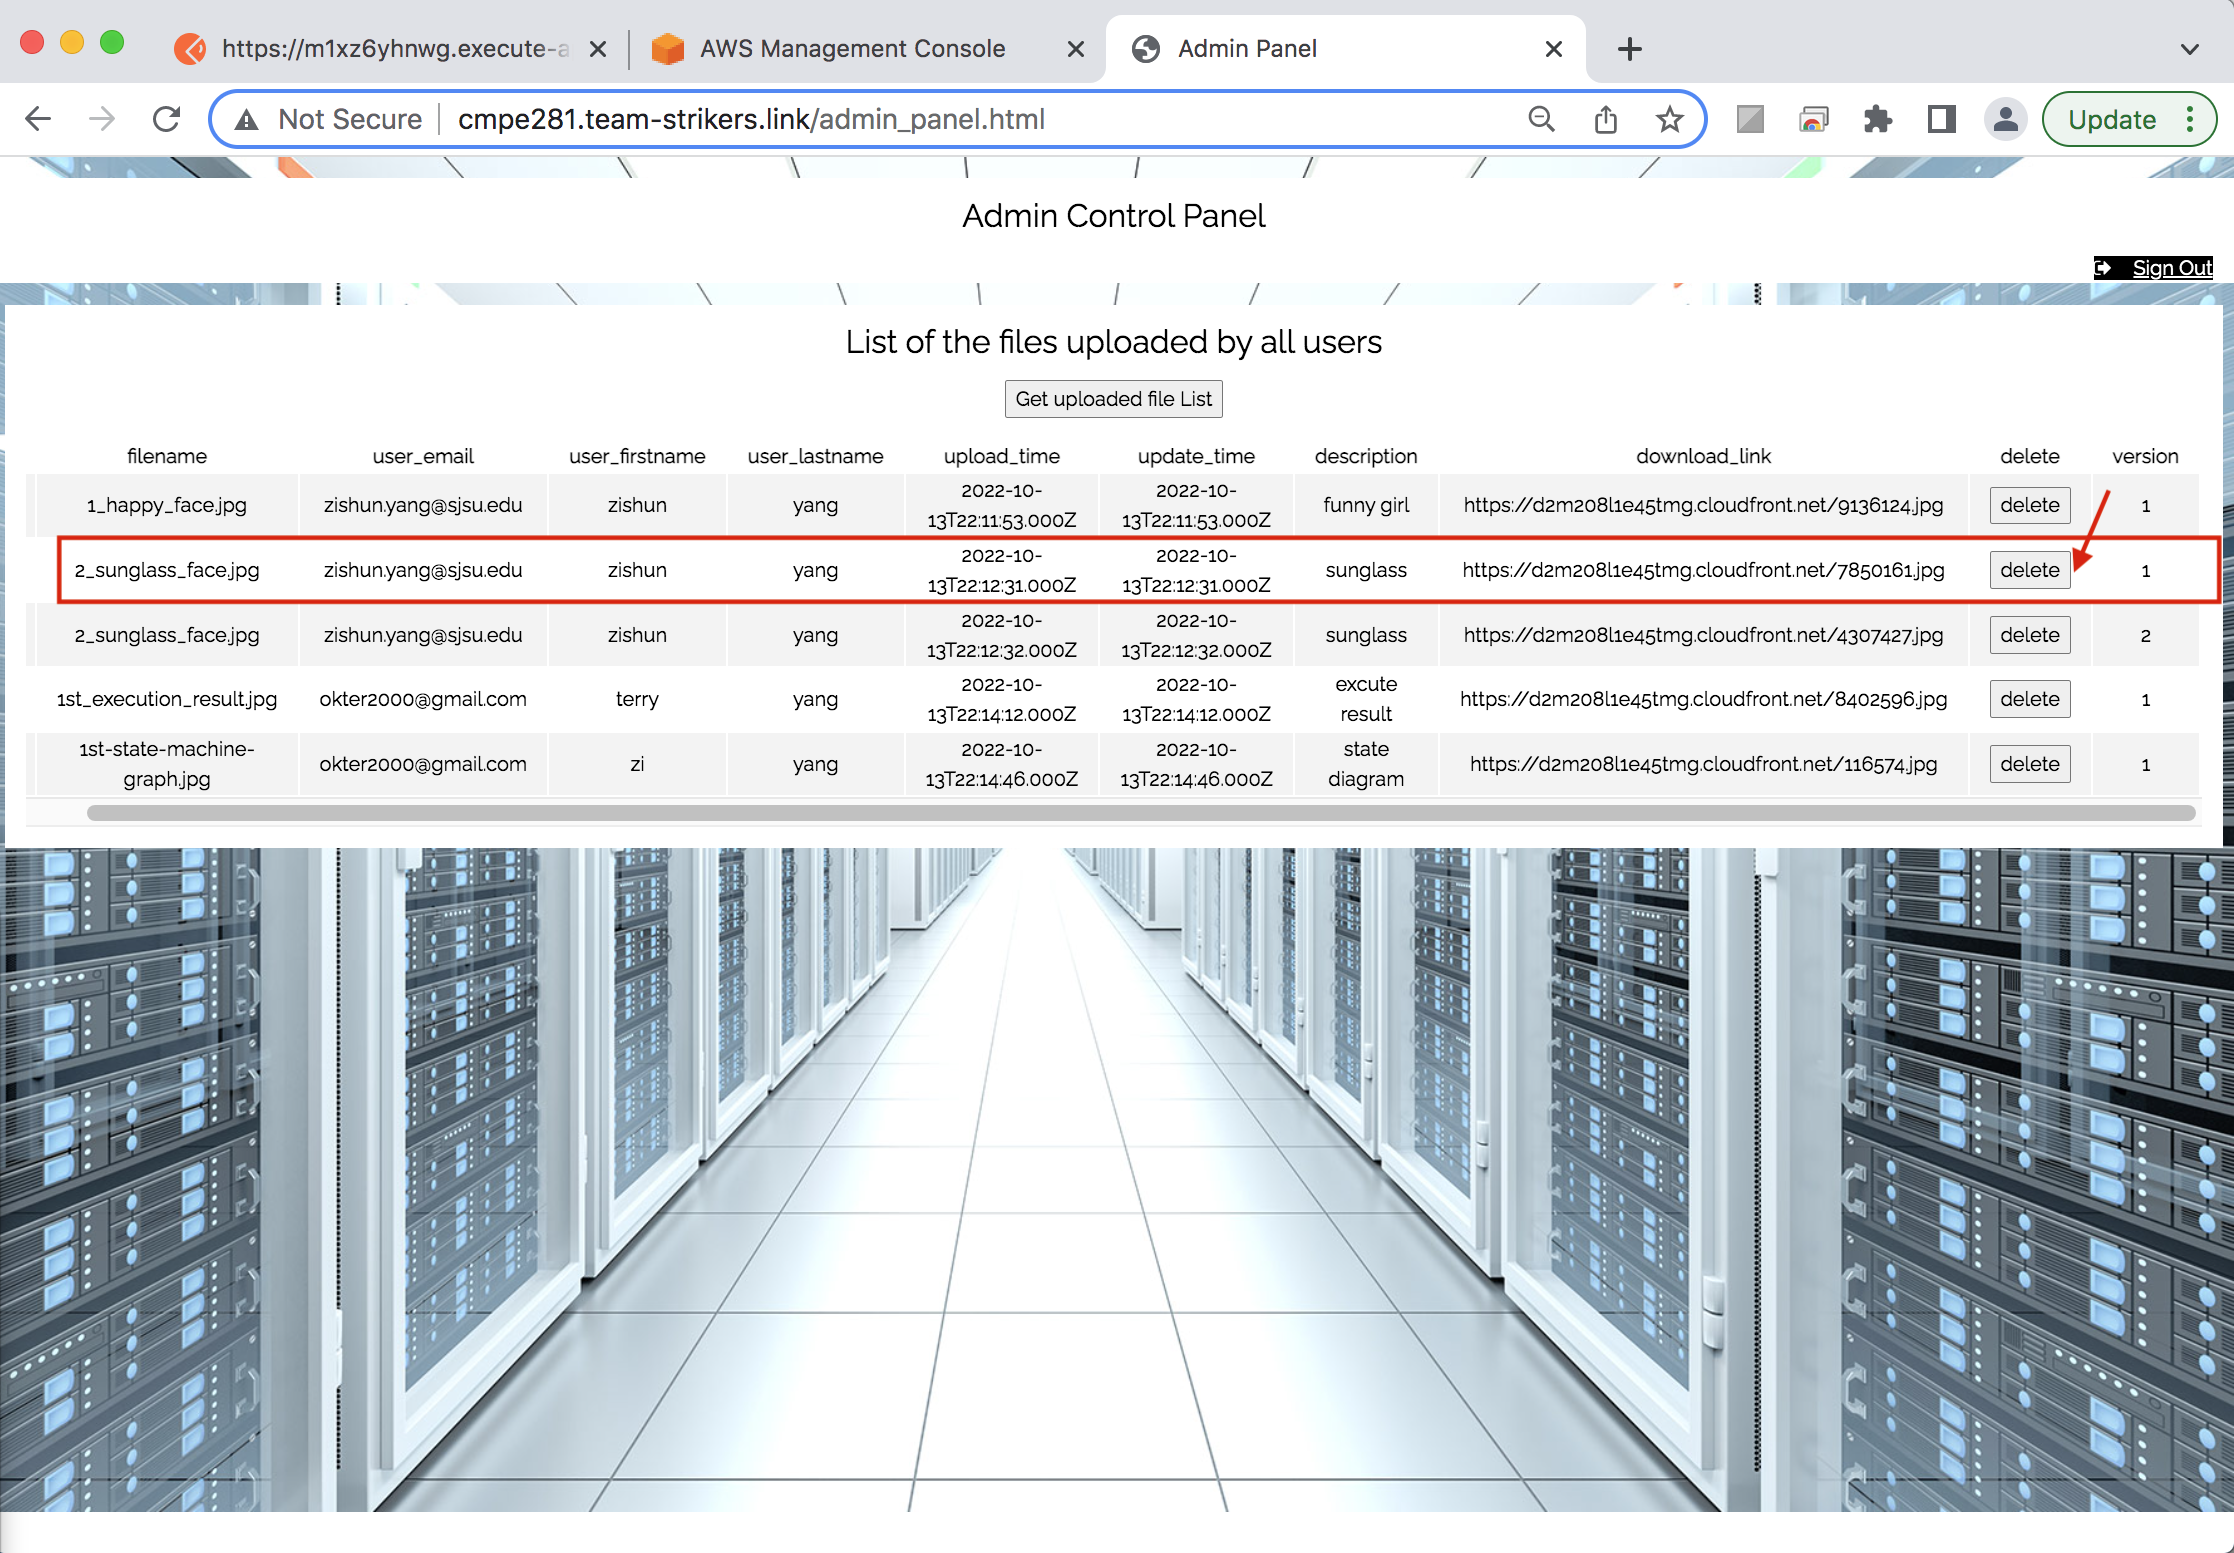 https://m1xz6yhnwg.execute-a
AWS Management Console
Admin Panel
Not Secure
cmpe281.team-strikers.link/admin_panel.html
Update
Admin Control Panel
Sign Out
List of the files uploaded by all users
Get uploaded file List
filename user_email user_firstname user_lastname upload_time update_time description download_link delete version
1_happy_face.jpg zishun.yang@sjsu.edu zishun yang 2022-10-13T22:11:53.000Z 2022-10-13T22:11:53.000Z funny girl https://d2m208l1e45tmg.cloudfront.net/9136124.jpg delete 1
2_sunglass_face.jpg zishun.yang@sjsu.edu zishun yang 2022-10-13T22:12:31.000Z 2022-10-13T22:12:31.000Z sunglass https://d2m208l1e45tmg.cloudfront.net/7850161.jpg delete 1
2_sunglass_face.jpg zishun.yang@sjsu.edu zishun yang 2022-10-13T22:12:32.000Z 2022-10-13T22:12:32.000Z sunglass https://d2m208l1e45tmg.cloudfront.net/4307427.jpg delete 2
1st_execution_result.jpg okter2000@gmail.com terry yang 2022-10-13T22:14:12.000Z 2022-10-13T22:14:12.000Z excute result https://d2m208l1e45tmg.cloudfront.net/8402596.jpg delete 1
1st-state-machine-graph.jpg okter2000@gmail.com zi yang 2022-10-13T22:14:46.000Z 2022-10-13T22:14:46.000Z state diagram https://d2m208l1e45tmg.cloudfront.net/116574.jpg delete 1